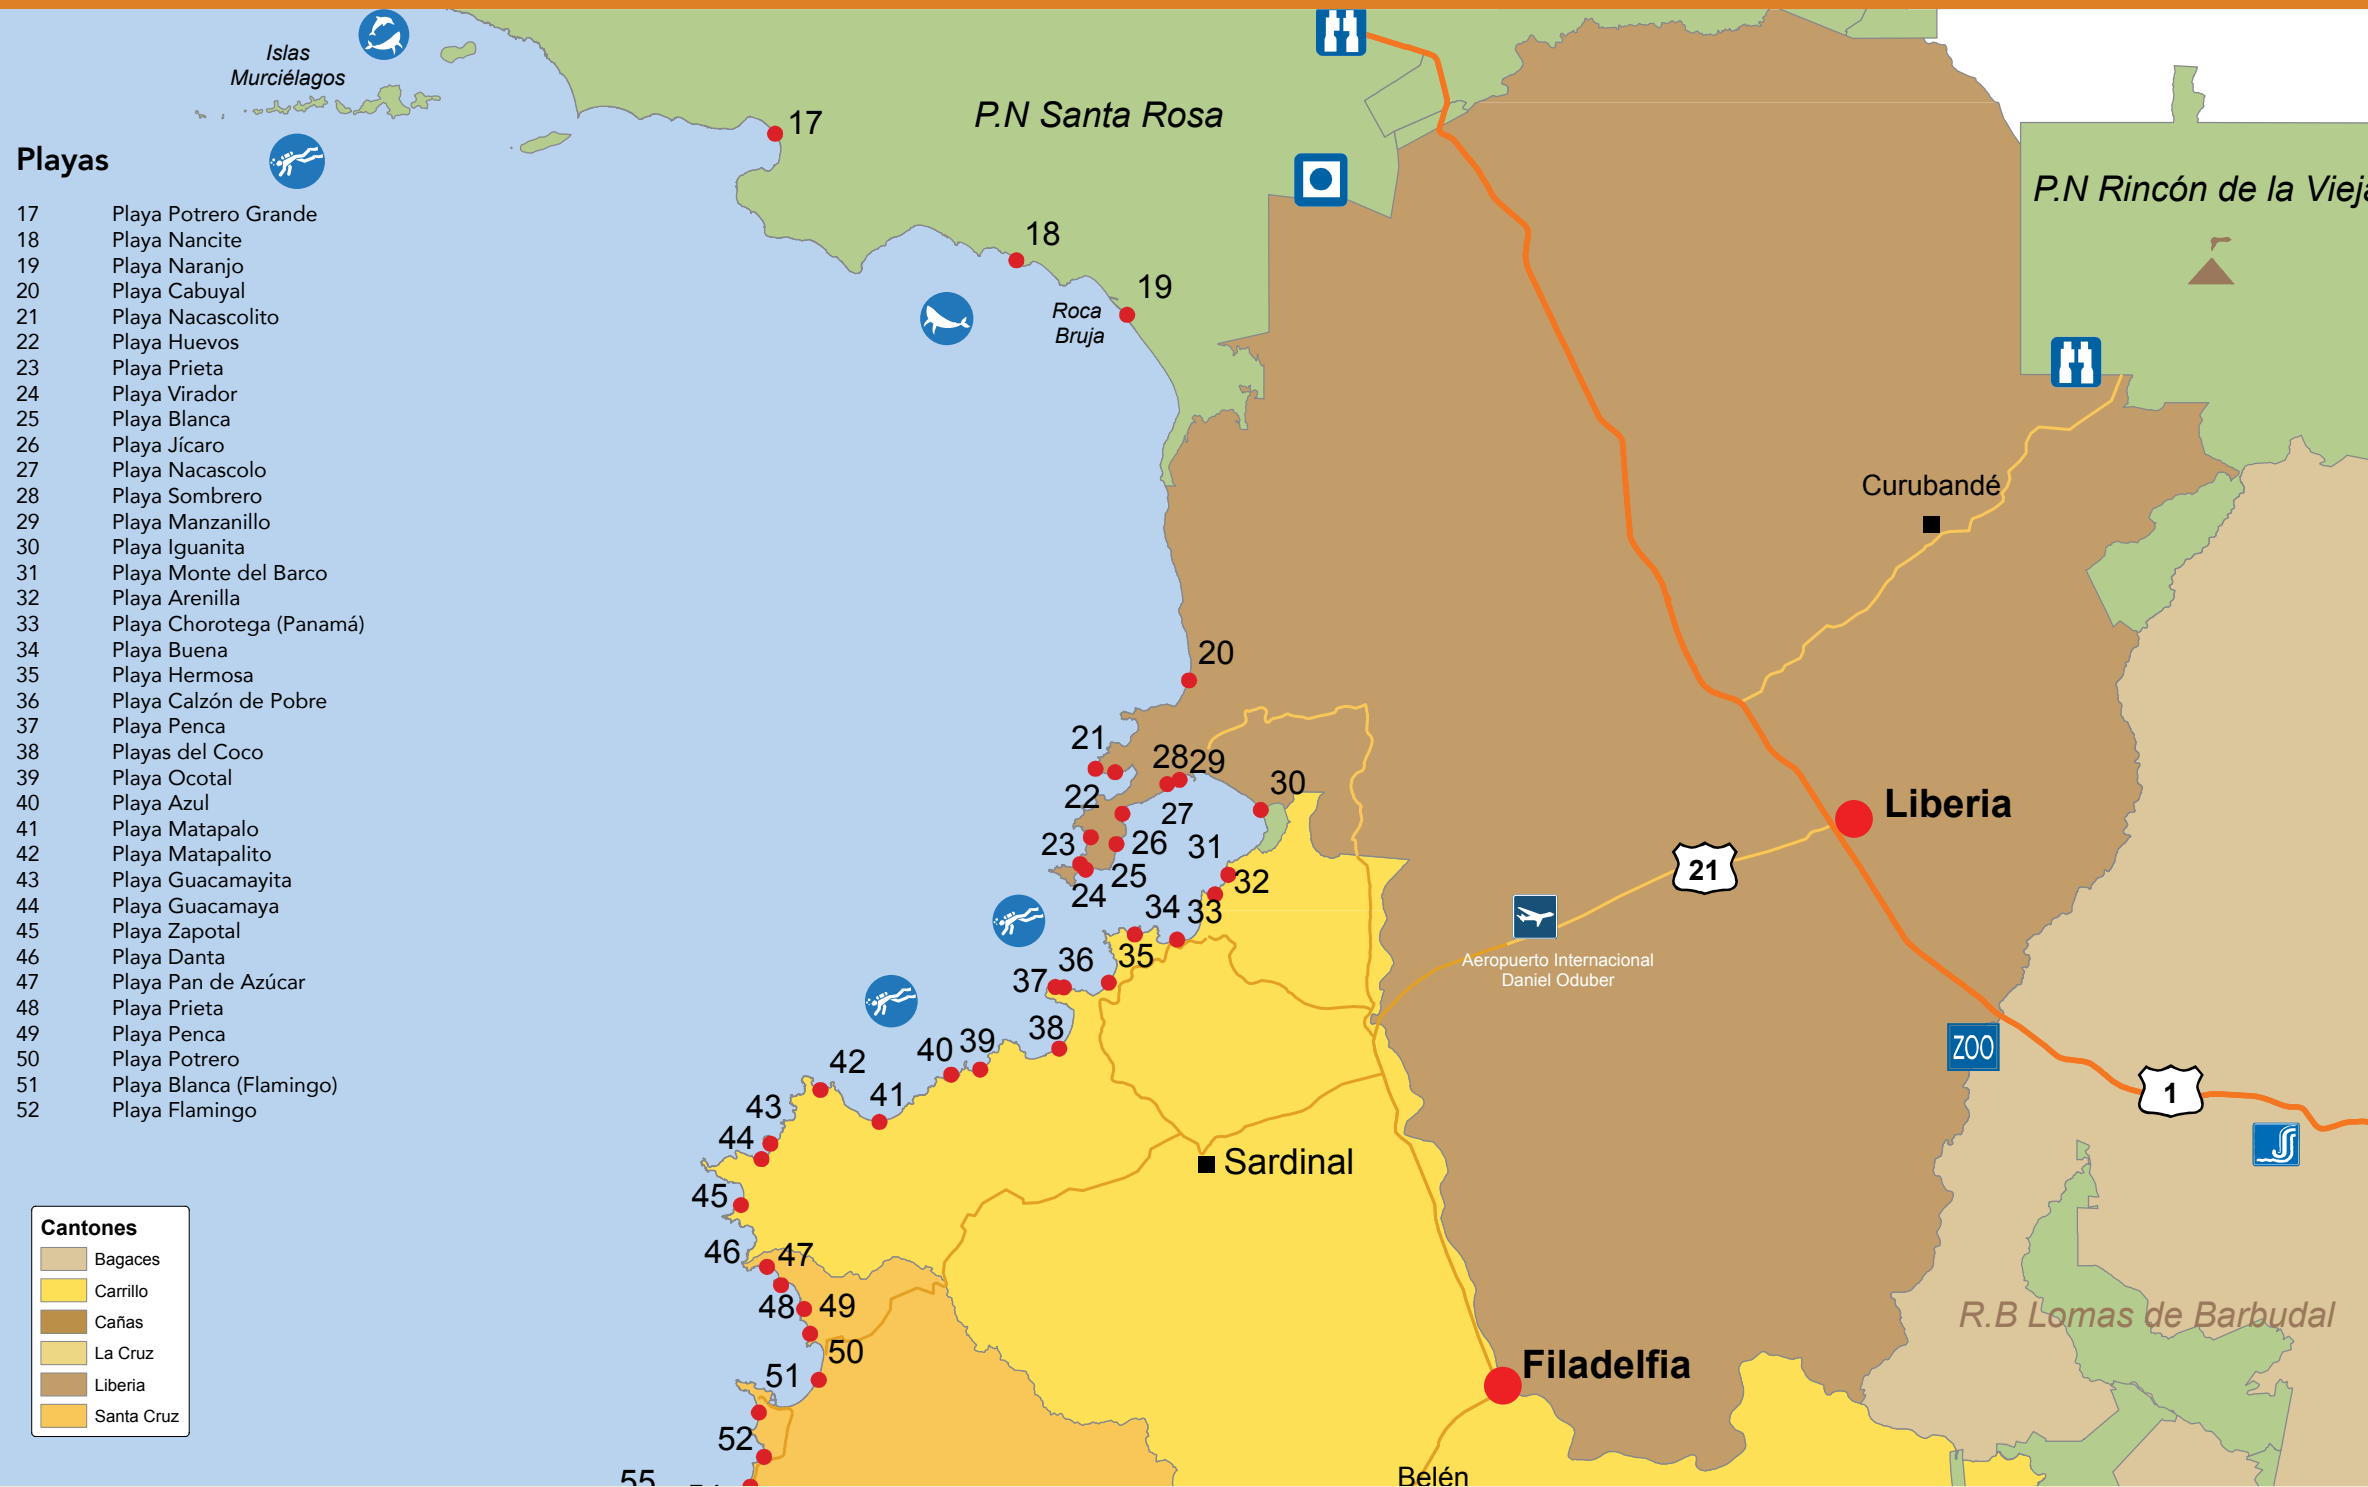 Islas
Murciélagos
Playas
17 Playa Potrero Grande
18 Playa Nancite
19 Playa Naranjo
20 Playa Cabuyal
21 Playa Nacascolito
22 Playa Huevos
23 Playa Prieta
24 Playa Virador
25 Playa Blanca
26 Playa Jícaro
27 Playa Nacascolo
28 Playa Sombrero
29 Playa Manzanillo
30 Playa Iguanita
31 Playa Monte del Barco
32 Playa Arenilla
33 Playa Chorotega (Panamá)
34 Playa Buena
35 Playa Hermosa
36 Playa Calzón de Pobre
37 Playa Penca
38 Playas del Coco
39 Playa Ocotal
40 Playa Azul
41 Playa Matapalo
42 Playa Matapalito
43 Playa Guacamayita
44 Playa Guacamaya
45 Playa Zapotal
46 Playa Danta
47 Playa Pan de Azúcar
48 Playa Prieta
49 Playa Penca
50 Playa Potrero
51 Playa Blanca (Flamingo)
52 Playa Flamingo
Cantones
Bagaces
Carrillo
Cañas
La Cruz
Liberia
Santa Cruz
P.N Santa Rosa
P.N Rincón de la Vieja
17
18
19
Roca
Bruja
Curubandé
20
21
28
29
30
22
27
Liberia
23
26
31
21
24
25
32
34
33
35
36
37
Aeropuerto Internacional
Daniel Oduber
38
39
40
42
41
ZOO
1
43
44
Sardinal
45
46
47
48
49
50
51
R.B Lomas de Barbudal
Filadelfia
52
55
Belén